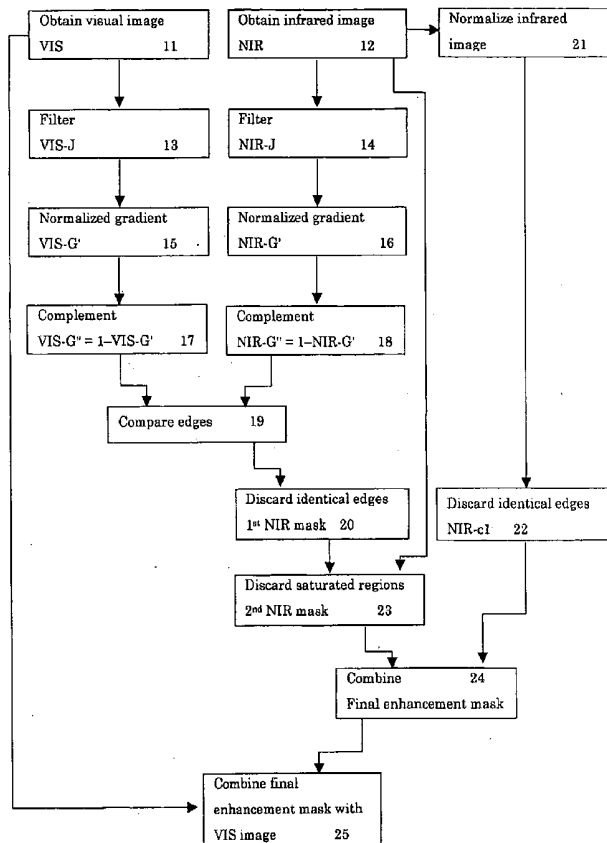 Obtain visual image
VIS 11
Obtain infrared image
NIR 12
Normalize infrared
image 21
Filter
VIS-J 13
Filter
NIR-J 14
Normalized gradient
VIS-G' 15
Normalized gradient
NIR-G' 16
Complement
VIS-G" = 1–VIS-G' 17
Complement
NIR-G" = 1–NIR-G' 18
Compare edges 19
Discard identical edges
1st NIR mask 20
Discard identical edges
NIR-c1 22
Discard saturated regions
2nd NIR mask 23
Combine 24
Final enhancement mask
Combine final
enhancement mask with
VIS image 25